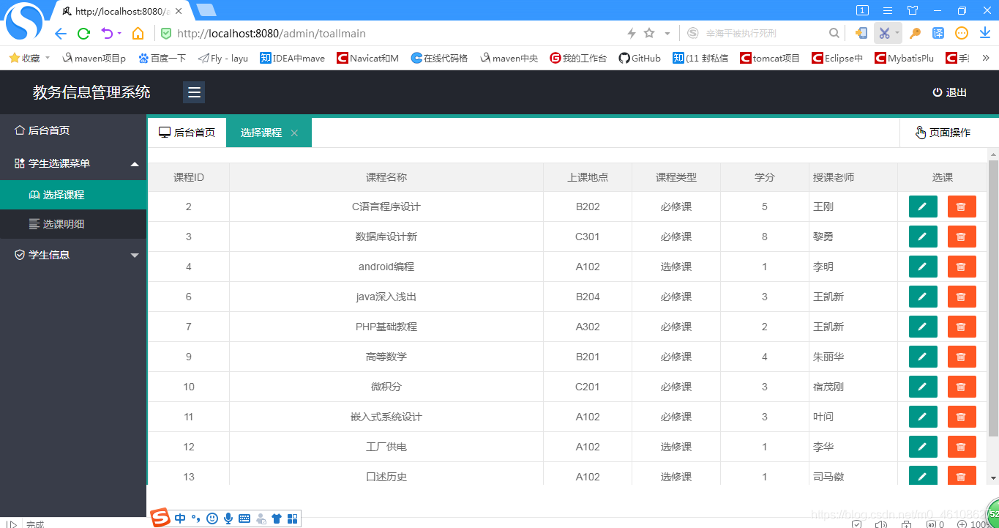 http://localhost:8080/a
1
http://localhost:8080/admin/toallmain
辛海平被执行死刑
译
收藏
maven项目p
百度一下
Fly - layu
知 IDEA中mave
C Navicat和M
C 在线代码格
maven中央
G 我的工作台
GitHub
知 (11 封私信
C tomcat项目
C Eclipse中
C MybatisPlu
教务信息管理系统
退出
后台首页
学生选课菜单
选择课程
选课明细
学生信息
后台首页
选择课程
页面操作
课程ID 课程名称 上课地点 课程类型 学分 授课老师 选课
2 C语言程序设计 B202 必修课 5 王刚
3 数据库设计新 C301 必修课 8 黎勇
4 android编程 A102 选修课 1 李明
6 java深入浅出 B204 必修课 3 王凯新
7 PHP基础教程 A302 必修课 2 王凯新
9 高等数学 B201 必修课 4 朱丽华
10 微积分 C201 必修课 3 宿茂刚
11 嵌入式系统设计 A102 必修课 3 叶问
12 工厂供电 A102 选修课 1 李华
13 口述历史 A102 选修课 1 司马徽
中
完成
0